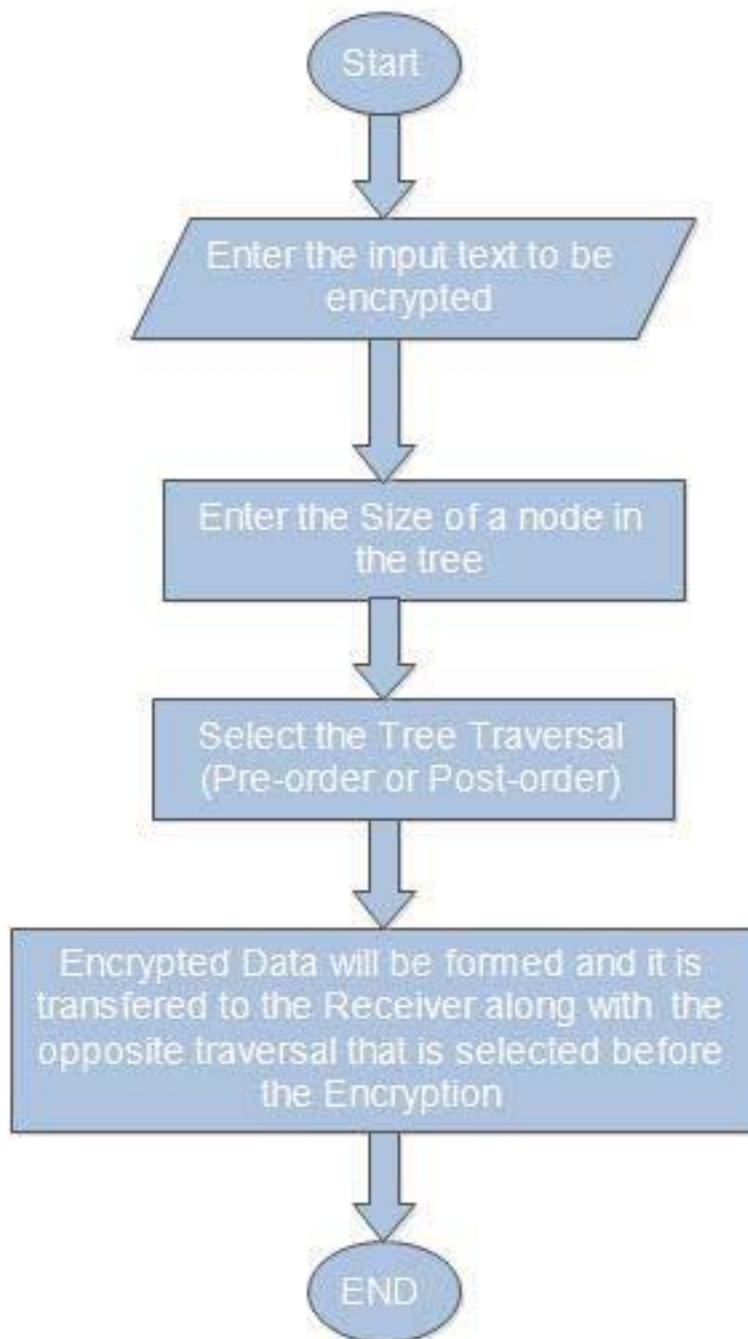 Start
Enter the input text to be
encrypted
Enter the Size of a node in
the tree
Select the Tree Traversal
(Pre-order or Post-order)
Encrypted Data will be formed and it is
transfered to the Receiver along with the
opposite traversal that is selected before
the Encryption
END